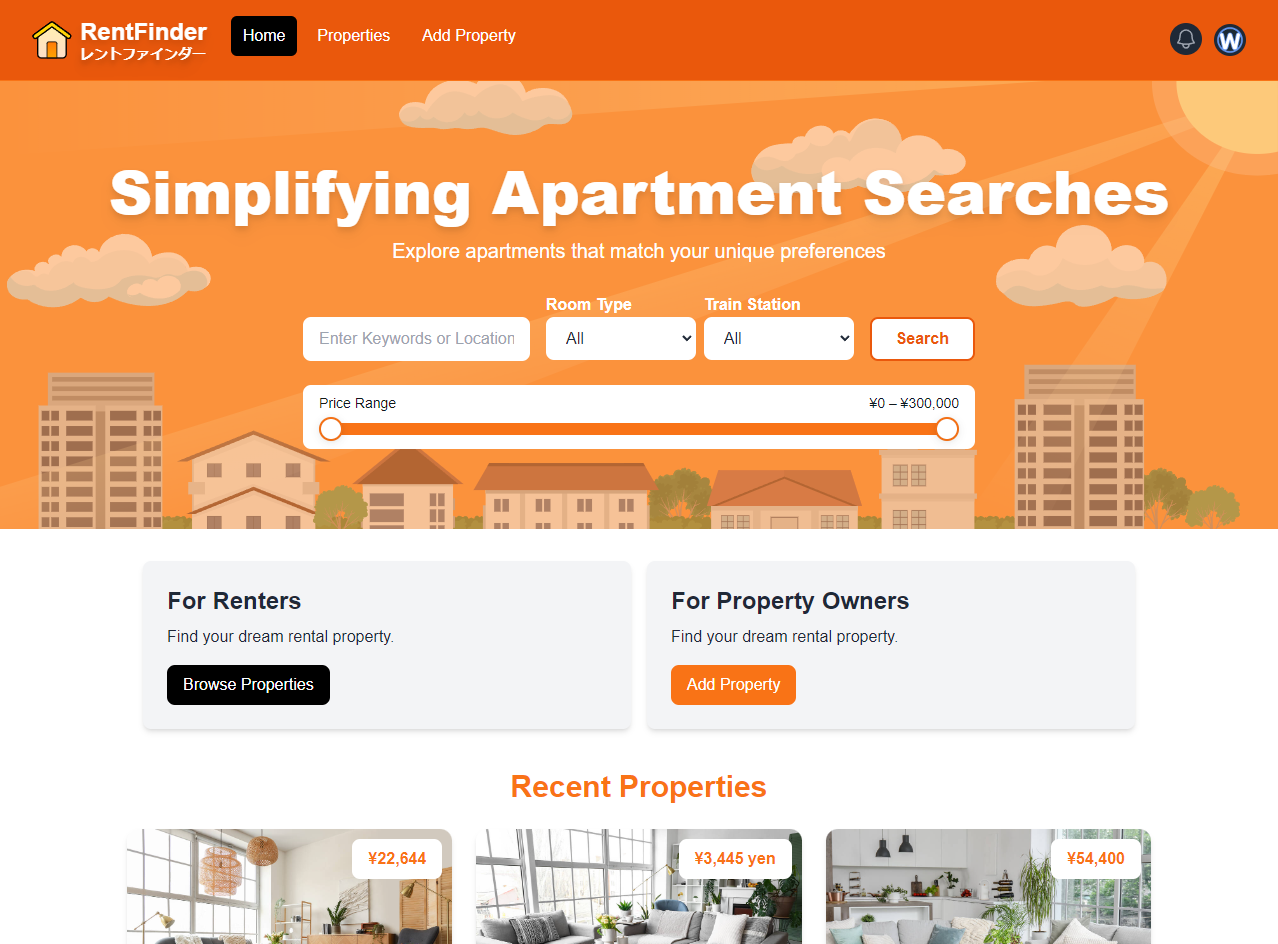 RentFinder
レントファインダー
Home
Properties
Add Property
W
Simplifying Apartment Searches
Explore apartments that match your unique preferences
Room Type
Train Station
Enter Keywords or Location
All
All
Search
Price Range
¥0 – ¥300,000
For Renters
Find your dream rental property.
Browse Properties
For Property Owners
Find your dream rental property.
Add Property
Recent Properties
¥22,644
¥3,445 yen
¥54,400